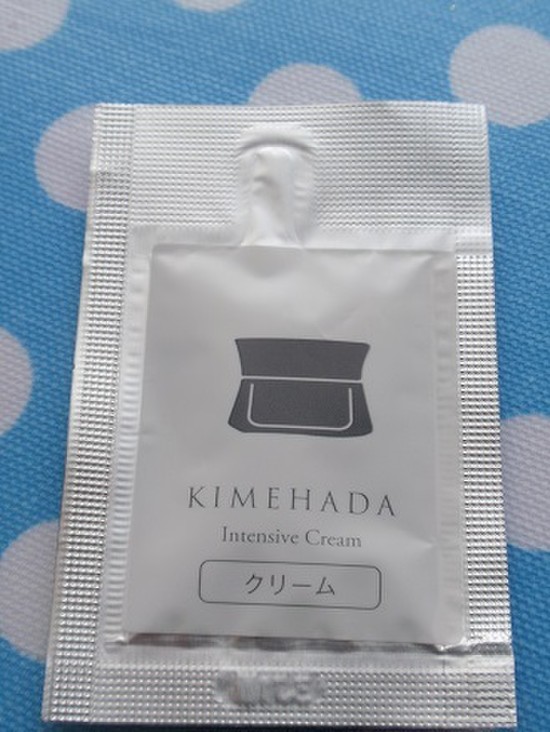 KIMEHADA
Intensive Cream
クリーム